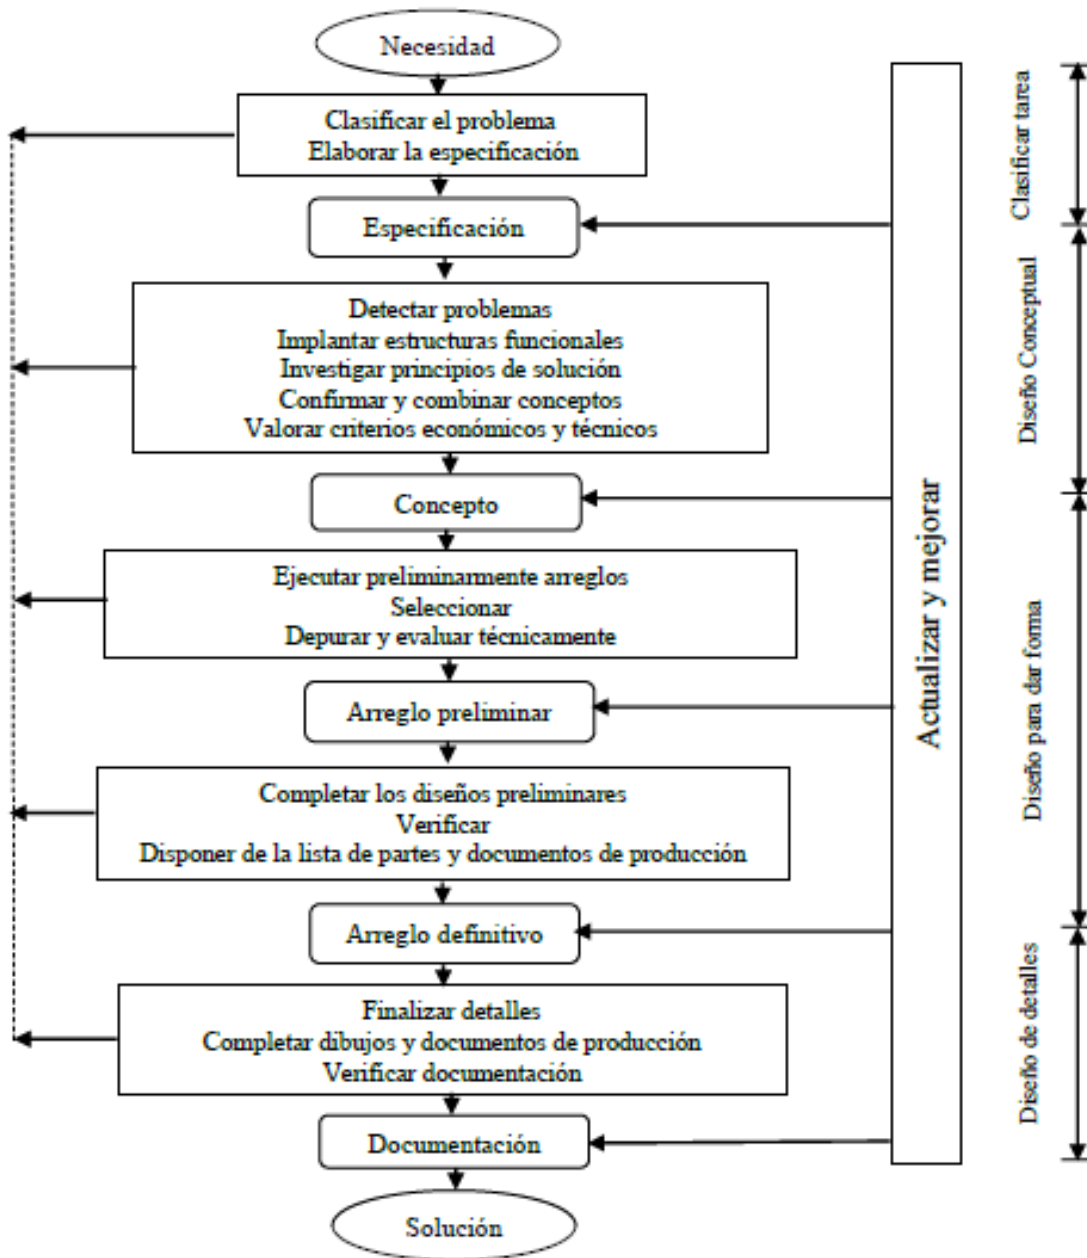 Necesidad
Clasificar el problema
Elaborar la especificación
Especificación
Detectar problemas
Implantar estructuras funcionales
Investigar principios de solución
Confirmar y combinar conceptos
Valorar criterios económicos y técnicos
Concepto
Ejecutar preliminarmente arreglos
Seleccionar
Depurar y evaluar técnicamente
Arreglo preliminar
Completar los diseños preliminares
Verificar
Disponer de la lista de partes y documentos de producción
Arreglo definitivo
Finalizar detalles
Completar dibujos y documentos de producción
Verificar documentación
Documentación
Solución
Actualizar y mejorar
Clasificar tarea
Diseño Conceptual
Diseño para dar forma
Diseño de detalles